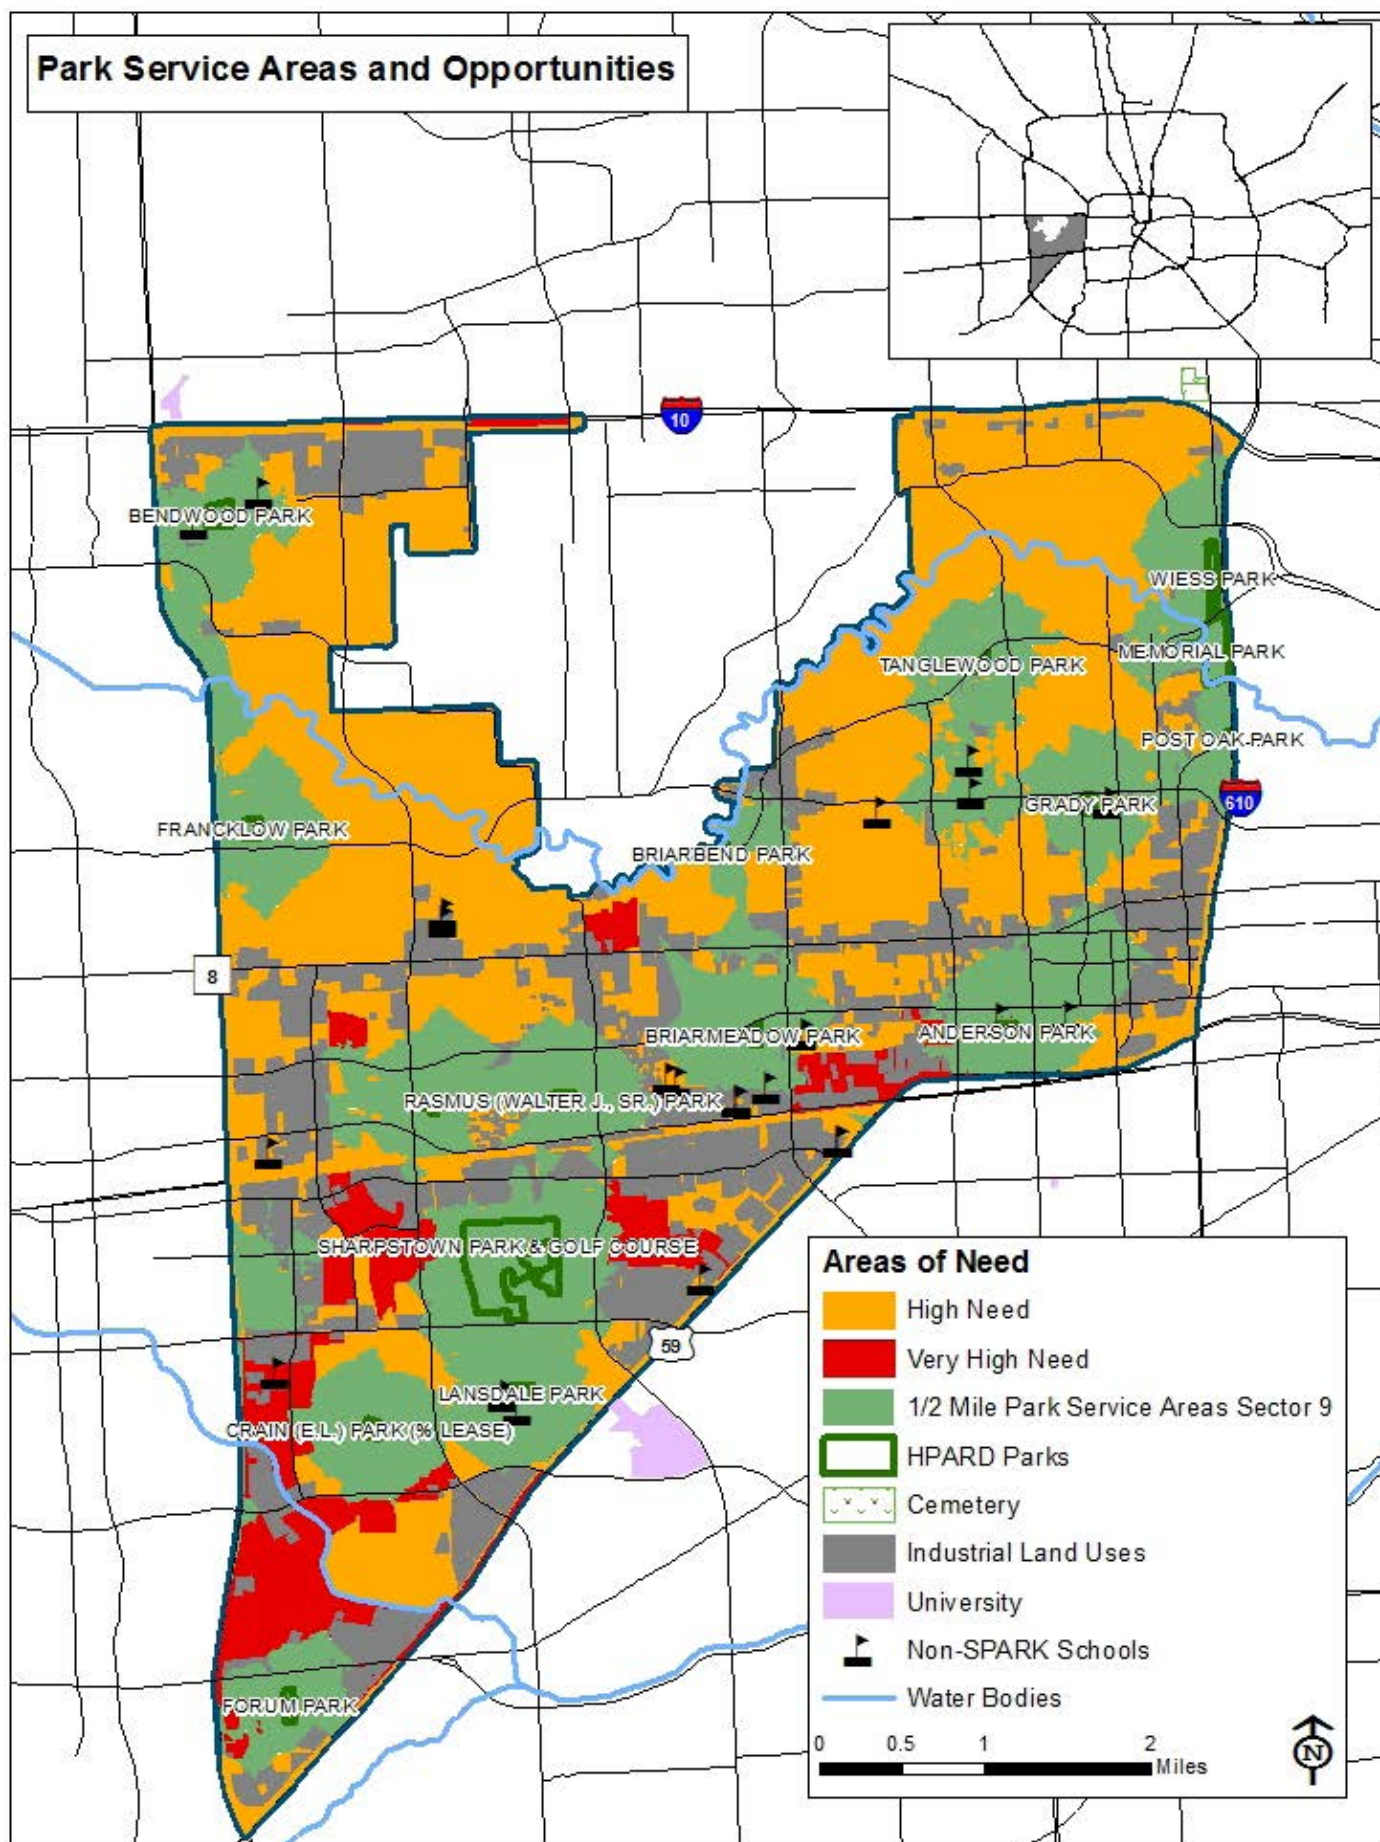 Park Service Areas and Opportunities
10
BENDWOOD PARK
WIESS PARK
MEMORIAL PARK
TANGLEWOOD PARK
POST OAK PARK
610
GRADY PARK
FRANCKLOW PARK
BRIARBEND PARK
8
BRIARMEADOW PARK
ANDERSON PARK
RASMUS (WALTER J., SR.) PARK
SHARPSTOWN PARK & GOLF COURSE
59
LANSDALE PARK
CRAIN (E.L.) PARK (% LEASE)
FORUM PARK
Areas of Need
High Need
Very High Need
1/2 Mile Park Service Areas Sector 9
HPARD Parks
Cemetery
Industrial Land Uses
University
Non-SPARK Schools
Water Bodies
0 0.5 1 2
Miles
N